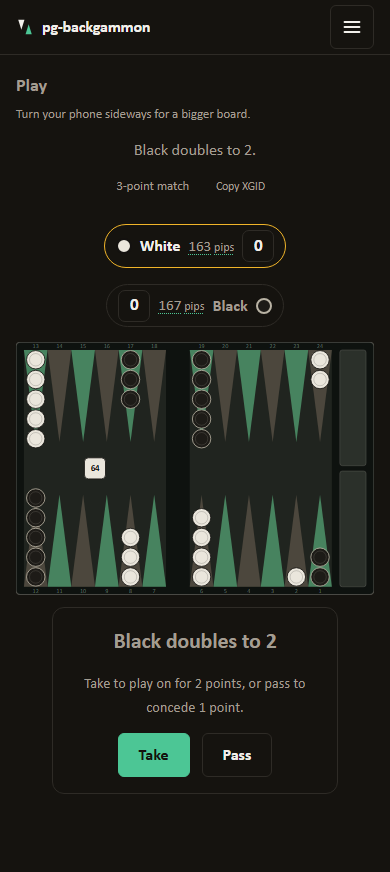 pg-backgammon
Play
Turn your phone sideways for a bigger board.
Black doubles to 2.
3-point match Copy XGID
White 163 pips 0
0 167 pips Black
13 14 15 16 17 18 19 20 21 22 23 24
64
12 11 10 9 8 7 6 5 4 3 2 1
Black doubles to 2
Take to play on for 2 points, or pass to
concede 1 point.
Take Pass